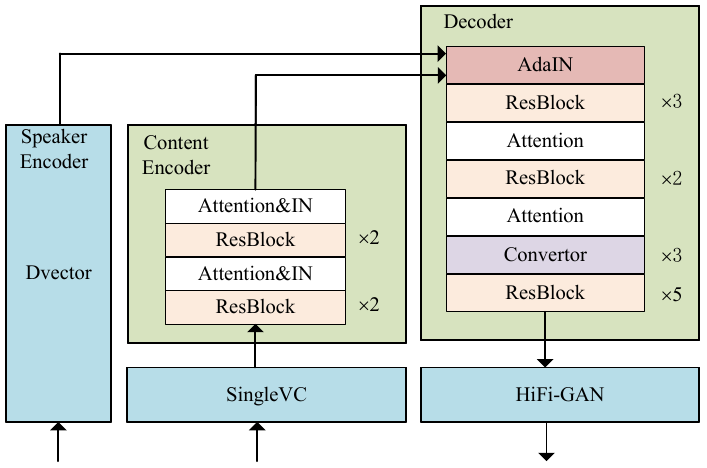 Decoder
AdaIN
ResBlock ×3
Attention
ResBlock ×2
Attention
Convertor ×3
ResBlock ×5
Speaker
Encoder
Dvector
Content
Encoder
Attention&IN
ResBlock ×2
Attention&IN
ResBlock ×2
SingleVC
HiFi-GAN